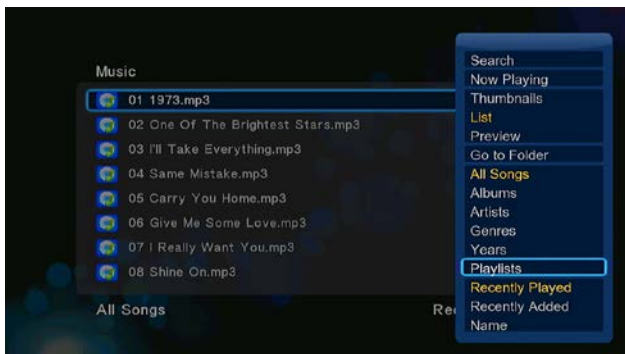 Music
01 1973.mp3
02 One Of The Brightest Stars.mp3
03 I'll Take Everything.mp3
04 Same Mistake.mp3
05 Carry You Home.mp3
06 Give Me Some Love.mp3
07 I Really Want You.mp3
08 Shine On.mp3
All Songs
Search
Now Playing
Thumbnails
List
Preview
Go to Folder
All Songs
Albums
Artists
Genres
Years
Playlists
Recently Played
Recently Added
Name